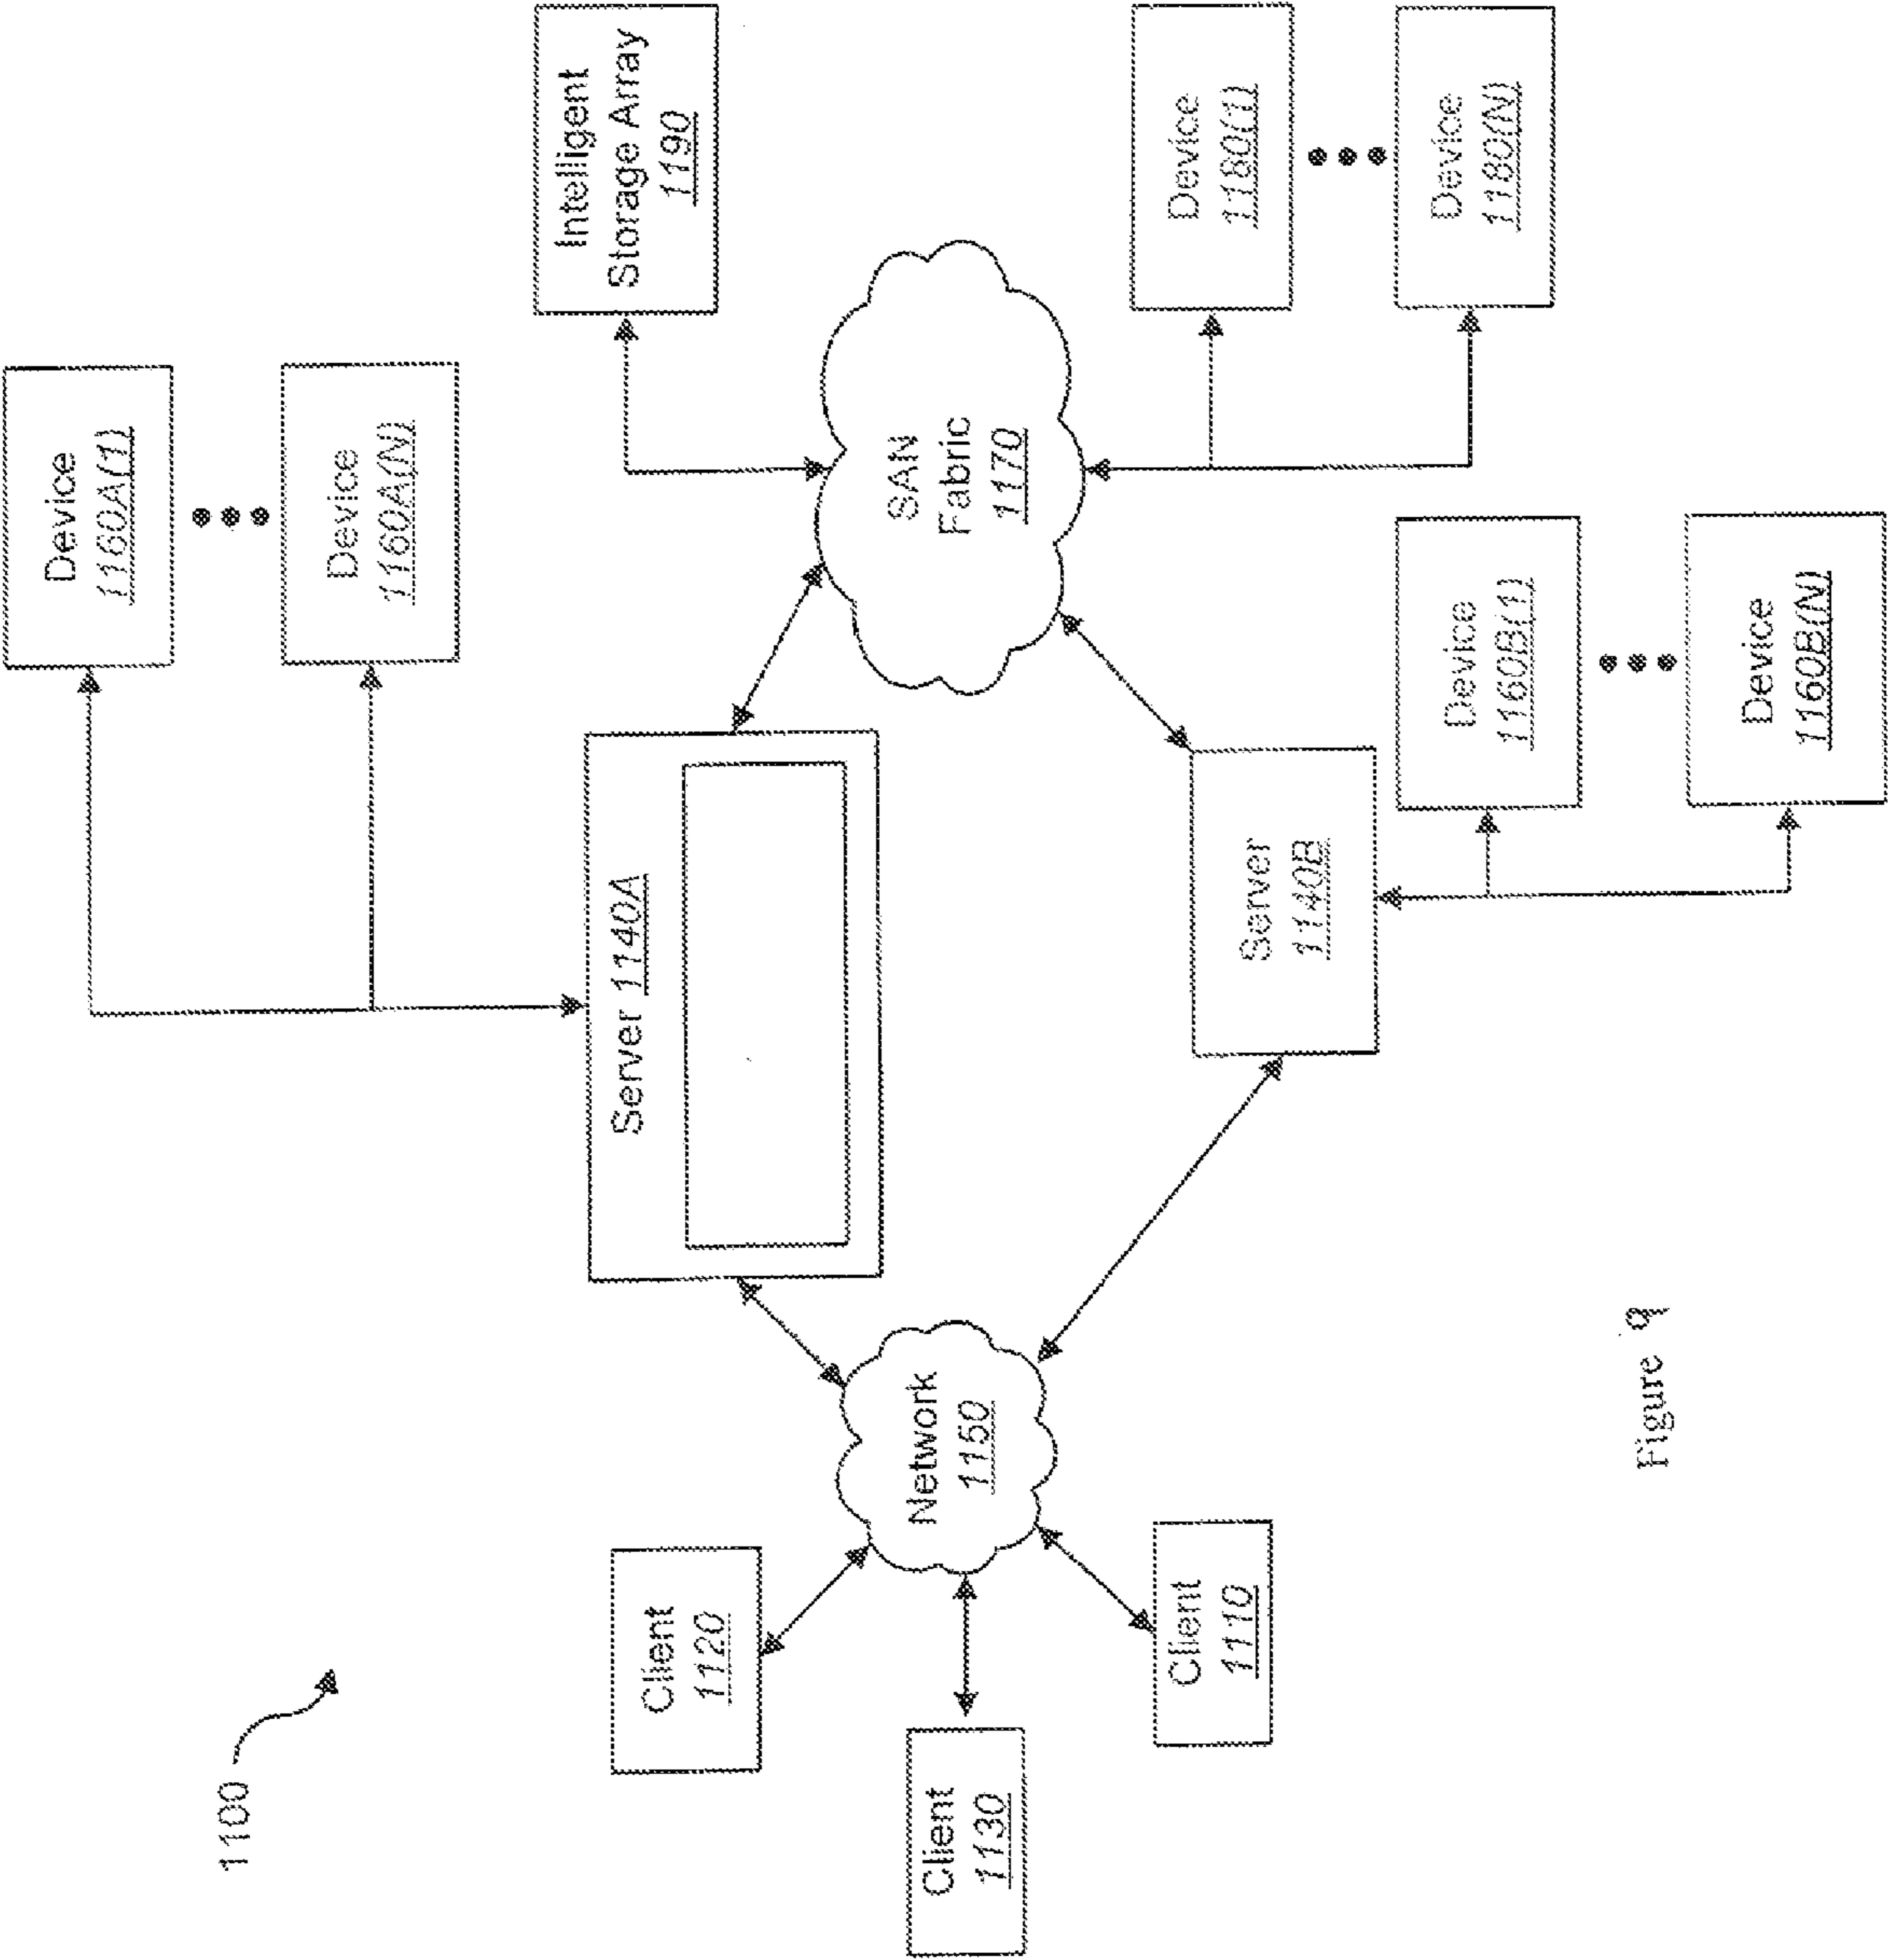 1100
Client
1120
Client
1130
Client
1110
Network
1150
Server 1140A
Server
1140B
Device
1160A(1)
Device
1160A(N)
Device
1160B(1)
Device
1160B(N)
SAN
Fabric
1170
Intelligent
Storage Array
1190
Device
1180(1)
Device
1180(N)
Figure 9